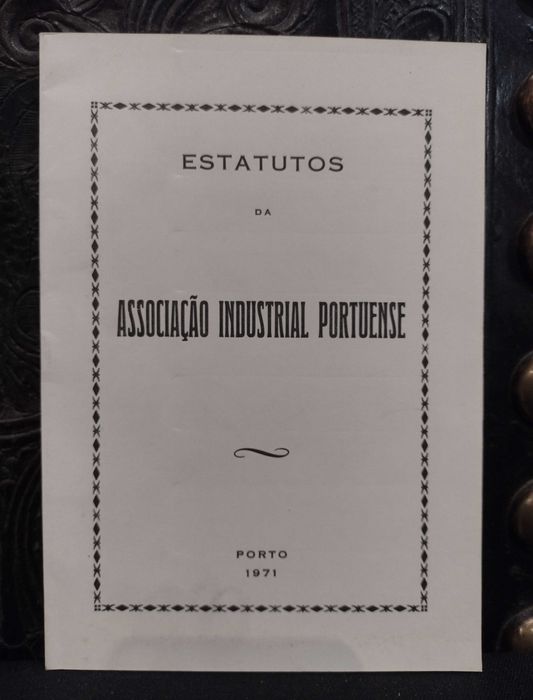 ESTATUTOS
DA
ASSOCIAÇÃO INDUSTRIAL PORTUENSE
PORTO
1971